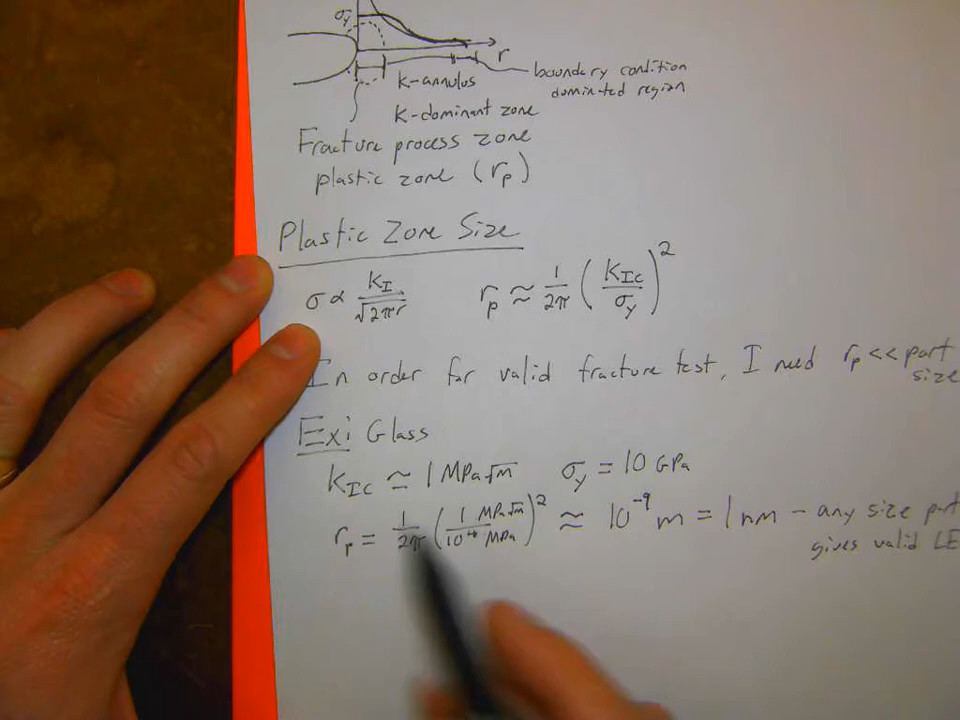 σy
r
K-annulus
boundary condition
dominated region
K-dominant zone
Fracture process zone
plastic zone (rp)
Plastic Zone Size
σ ∝ KI/√2πr rp ≈ 1/2π (KIc/σy)²
In order for valid fracture test, I need rp << part
size
Ex: Glass
KIc ≃ 1 MPa√m σy = 10 GPa
rp = 1/2π (1 MPa√m/10⁴ MPa)² ≈ 10⁻⁹ m = 1 nm - any size part
gives valid LE